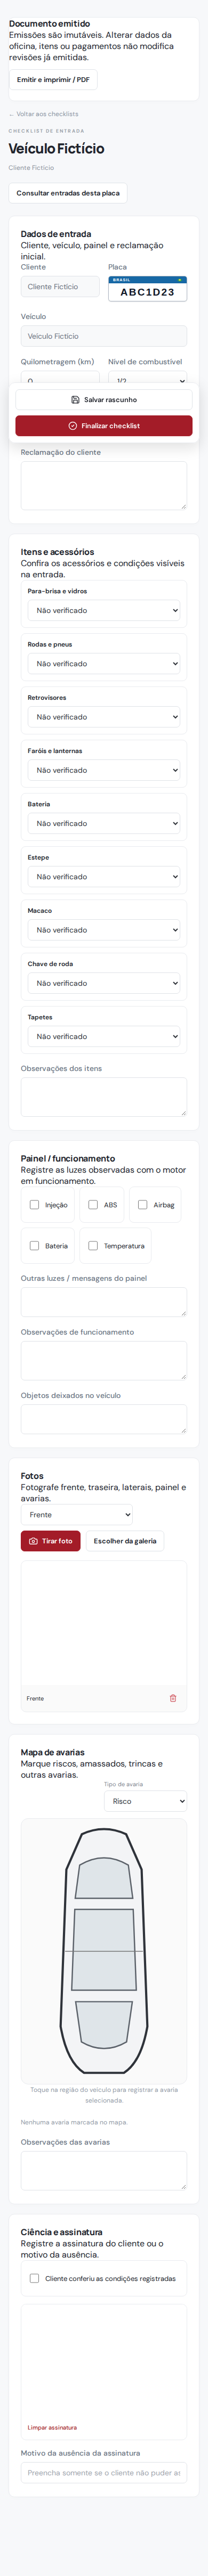 Documento emitido
Emissões são imutáveis. Alterar dados da
oficina, itens ou pagamentos não modifica
revisões já emitidas.
Emitir e imprimir / PDF
← Voltar aos checklists
CHECKLIST DE ENTRADA
Veículo Fictício
Cliente Fictício
Consultar entradas desta placa
Dados de entrada
Cliente, veículo, painel e reclamação
inicial.
Cliente
Placa
Cliente Fictício
BRASIL
ABC1D23
Veículo
Veículo Fictício
Quilometragem (km)
Nível de combustível
0
1/2
Salvar rascunho
Finalizar checklist
Reclamação do cliente
Itens e acessórios
Confira os acessórios e condições visíveis
na entrada.
Para-brisa e vidros
Não verificado
Rodas e pneus
Não verificado
Retrovisores
Não verificado
Faróis e lanternas
Não verificado
Bateria
Não verificado
Estepe
Não verificado
Macaco
Não verificado
Chave de roda
Não verificado
Tapetes
Não verificado
Observações dos itens
Painel / funcionamento
Registre as luzes observadas com o motor
em funcionamento.
Injeção
ABS
Airbag
Bateria
Temperatura
Outras luzes / mensagens do painel
Observações de funcionamento
Objetos deixados no veículo
Fotos
Fotografe frente, traseira, laterais, painel e
avarias.
Frente
Tirar foto
Escolher da galeria
Frente
Mapa de avarias
Marque riscos, amassados, trincas e
outras avarias.
Tipo de avaria
Risco
Toque na região do veículo para registrar a avaria
selecionada.
Nenhuma avaria marcada no mapa.
Observações das avarias
Ciência e assinatura
Registre a assinatura do cliente ou o
motivo da ausência.
Cliente conferiu as condições registradas
Limpar assinatura
Motivo da ausência da assinatura
Preencha somente se o cliente não puder as